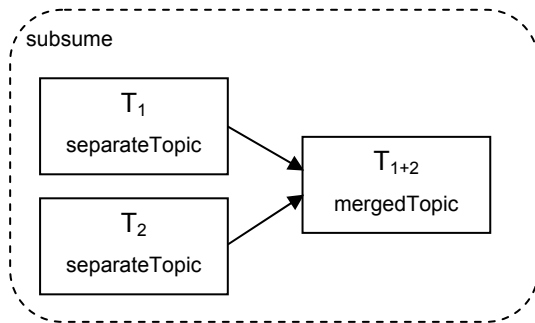 subsume
T₁
separateTopic
T₂
separateTopic
T₁₊₂
mergedTopic